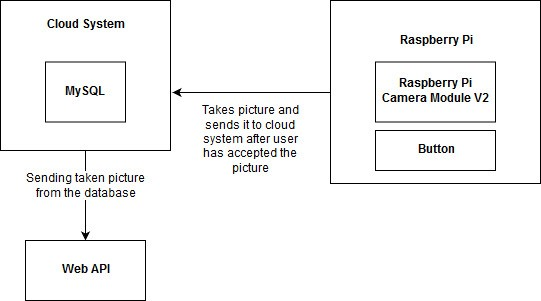 Cloud System
MySQL
Raspberry Pi
Raspberry Pi
Camera Module V2
Button
Takes picture and
sends it to cloud
system after user
has accepted the
picture
Sending taken picture
from the database
Web API